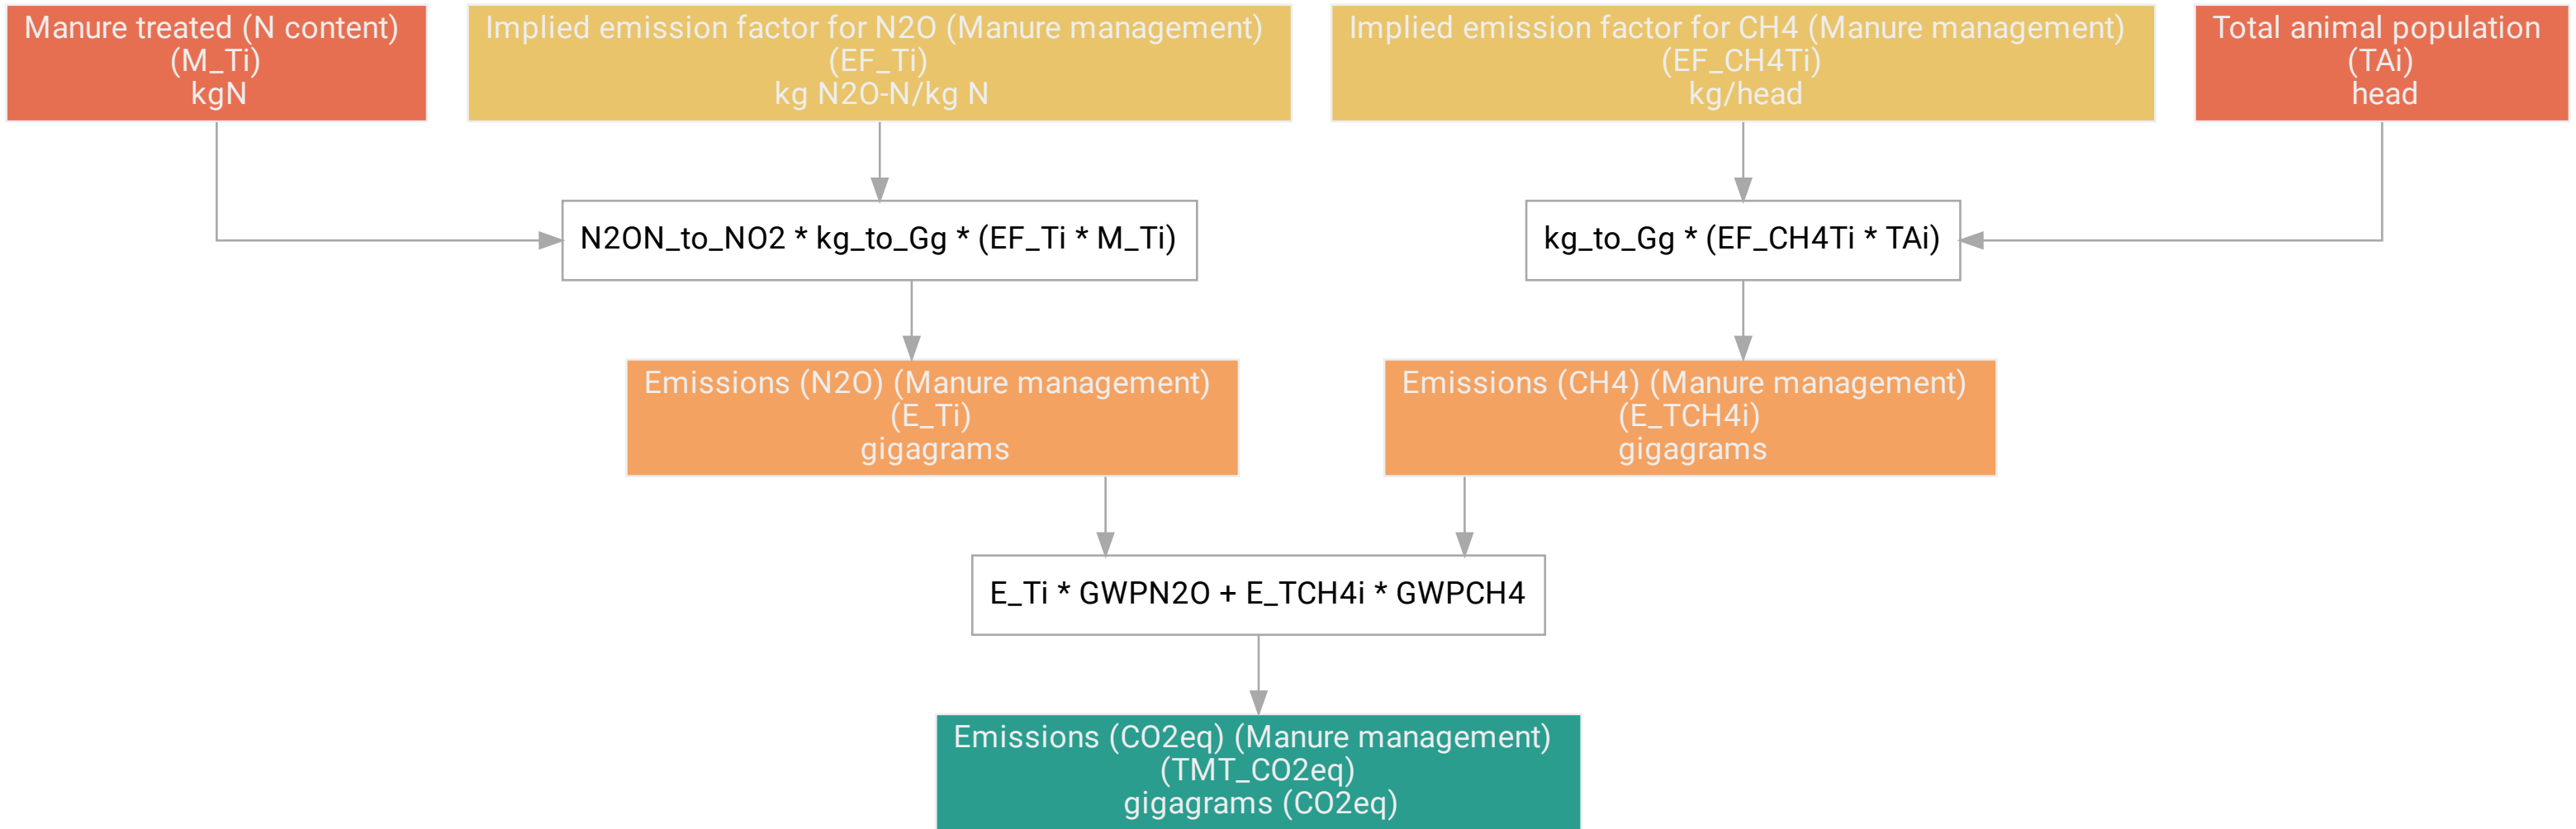 Manure treated (N content)
(M_Ti)
kgN
Implied emission factor for N2O (Manure management)
(EF_Ti)
kg N2O-N/kg N
Implied emission factor for CH4 (Manure management)
(EF_CH4Ti)
kg/head
Total animal population
(TAi)
head
N2ON_to_NO2 * kg_to_Gg * (EF_Ti * M_Ti)
kg_to_Gg * (EF_CH4Ti * TAi)
Emissions (N2O) (Manure management)
(E_Ti)
gigagrams
Emissions (CH4) (Manure management)
(E_TCH4i)
gigagrams
E_Ti * GWPN2O + E_TCH4i * GWPCH4
Emissions (CO2eq) (Manure management)
(TMT_CO2eq)
gigagrams (CO2eq)